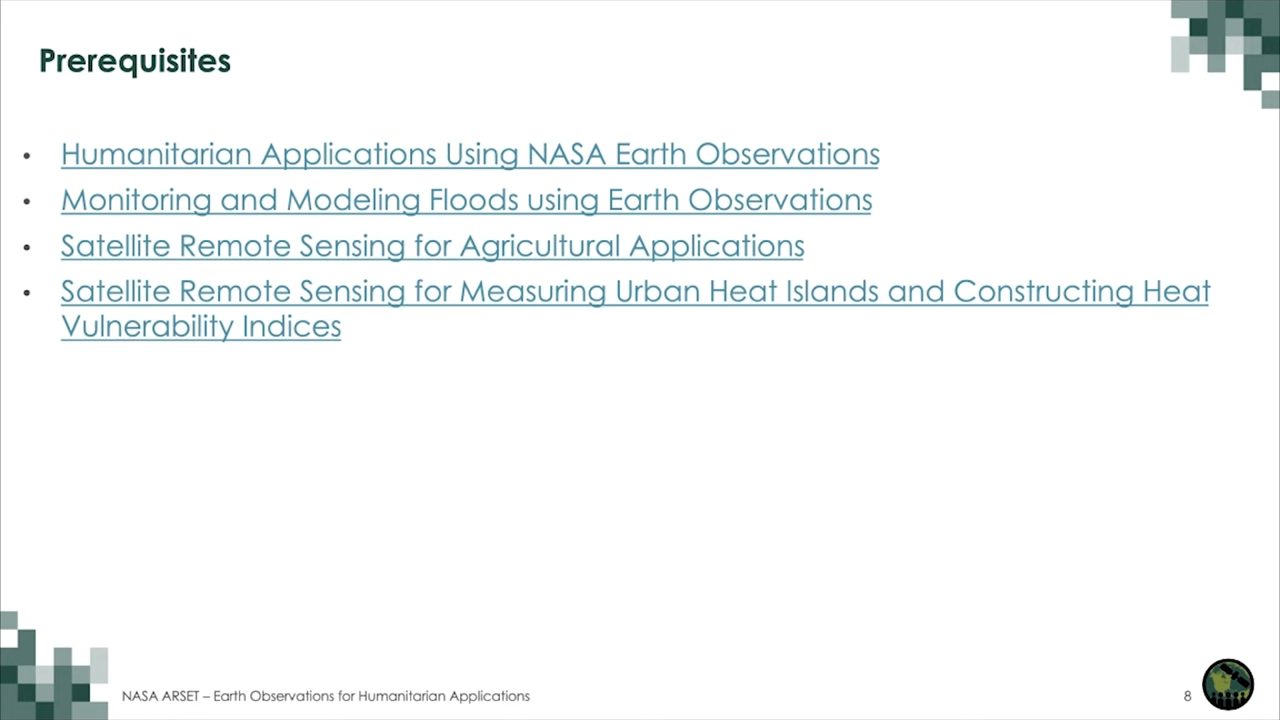 Prerequisites
• Humanitarian Applications Using NASA Earth Observations
• Monitoring and Modeling Floods using Earth Observations
• Satellite Remote Sensing for Agricultural Applications
• Satellite Remote Sensing for Measuring Urban Heat Islands and Constructing Heat
Vulnerability Indices
NASA ARSET – Earth Observations for Humanitarian Applications
8